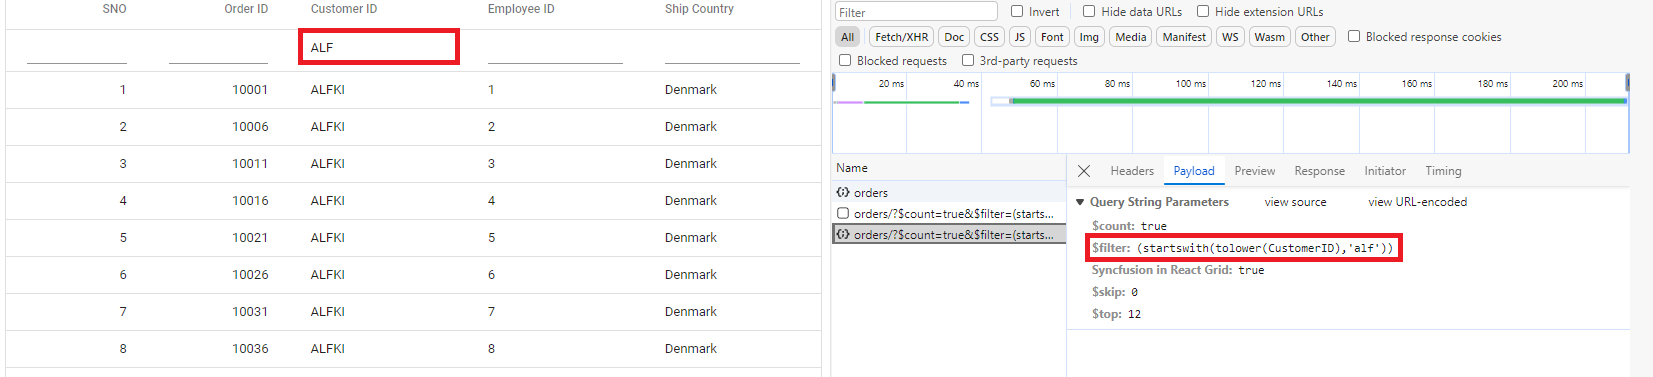 SNO Order ID Customer ID Employee ID Ship Country
ALF
1 10001 ALFKI 1 Denmark
2 10006 ALFKI 2 Denmark
3 10011 ALFKI 3 Denmark
4 10016 ALFKI 4 Denmark
5 10021 ALFKI 5 Denmark
6 10026 ALFKI 6 Denmark
7 10031 ALFKI 7 Denmark
8 10036 ALFKI 8 Denmark
Filter Invert Hide data URLs Hide extension URLs
All Fetch/XHR Doc CSS JS Font Img Media Manifest WS Wasm Other Blocked response cookies
Blocked requests 3rd-party requests
20 ms 40 ms 60 ms 80 ms 100 ms 120 ms 140 ms 160 ms 180 ms 200 ms
Name
orders
orders/?$count=true&$filter=(starts...
orders/?$count=true&$filter=(starts...
Headers Payload Preview Response Initiator Timing
Query String Parameters view source view URL-encoded
$count: true
$filter: (startswith(tolower(CustomerID),'alf'))
Syncfusion in React Grid: true
$skip: 0
$top: 12